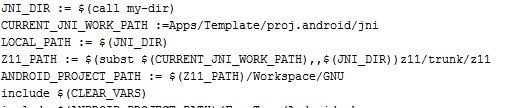 JNI_DIR := $(call my-dir)
CURRENT_JNI_WORK_PATH :=Apps/Template/proj.android/jni
LOCAL_PATH := $(JNI_DIR)
Z11_PATH := $(subst $(CURRENT_JNI_WORK_PATH),,$(JNI_DIR))z11/trunk/z11
ANDROID_PROJECT_PATH := $(Z11_PATH)/Workspace/GNU
include $(CLEAR_VARS)